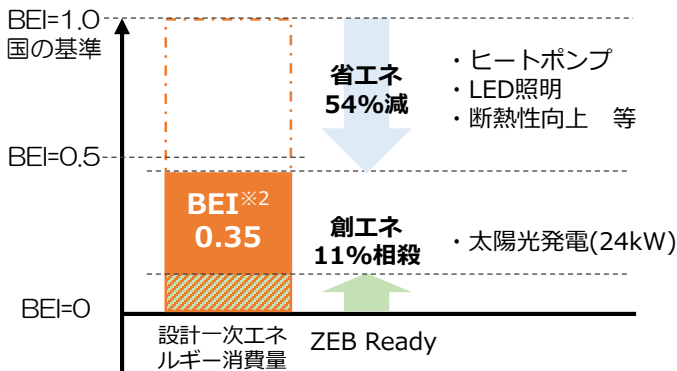 BEI=1.0
国の基準
省エネ
54%減
・ヒートポンプ
・LED照明
・断熱性向上　等
BEI=0.5
BEI※2
0.35
創エネ
11%相殺
・太陽光発電(24kW)
BEI=0
設計一次エネ
ルギー消費量
ZEB Ready